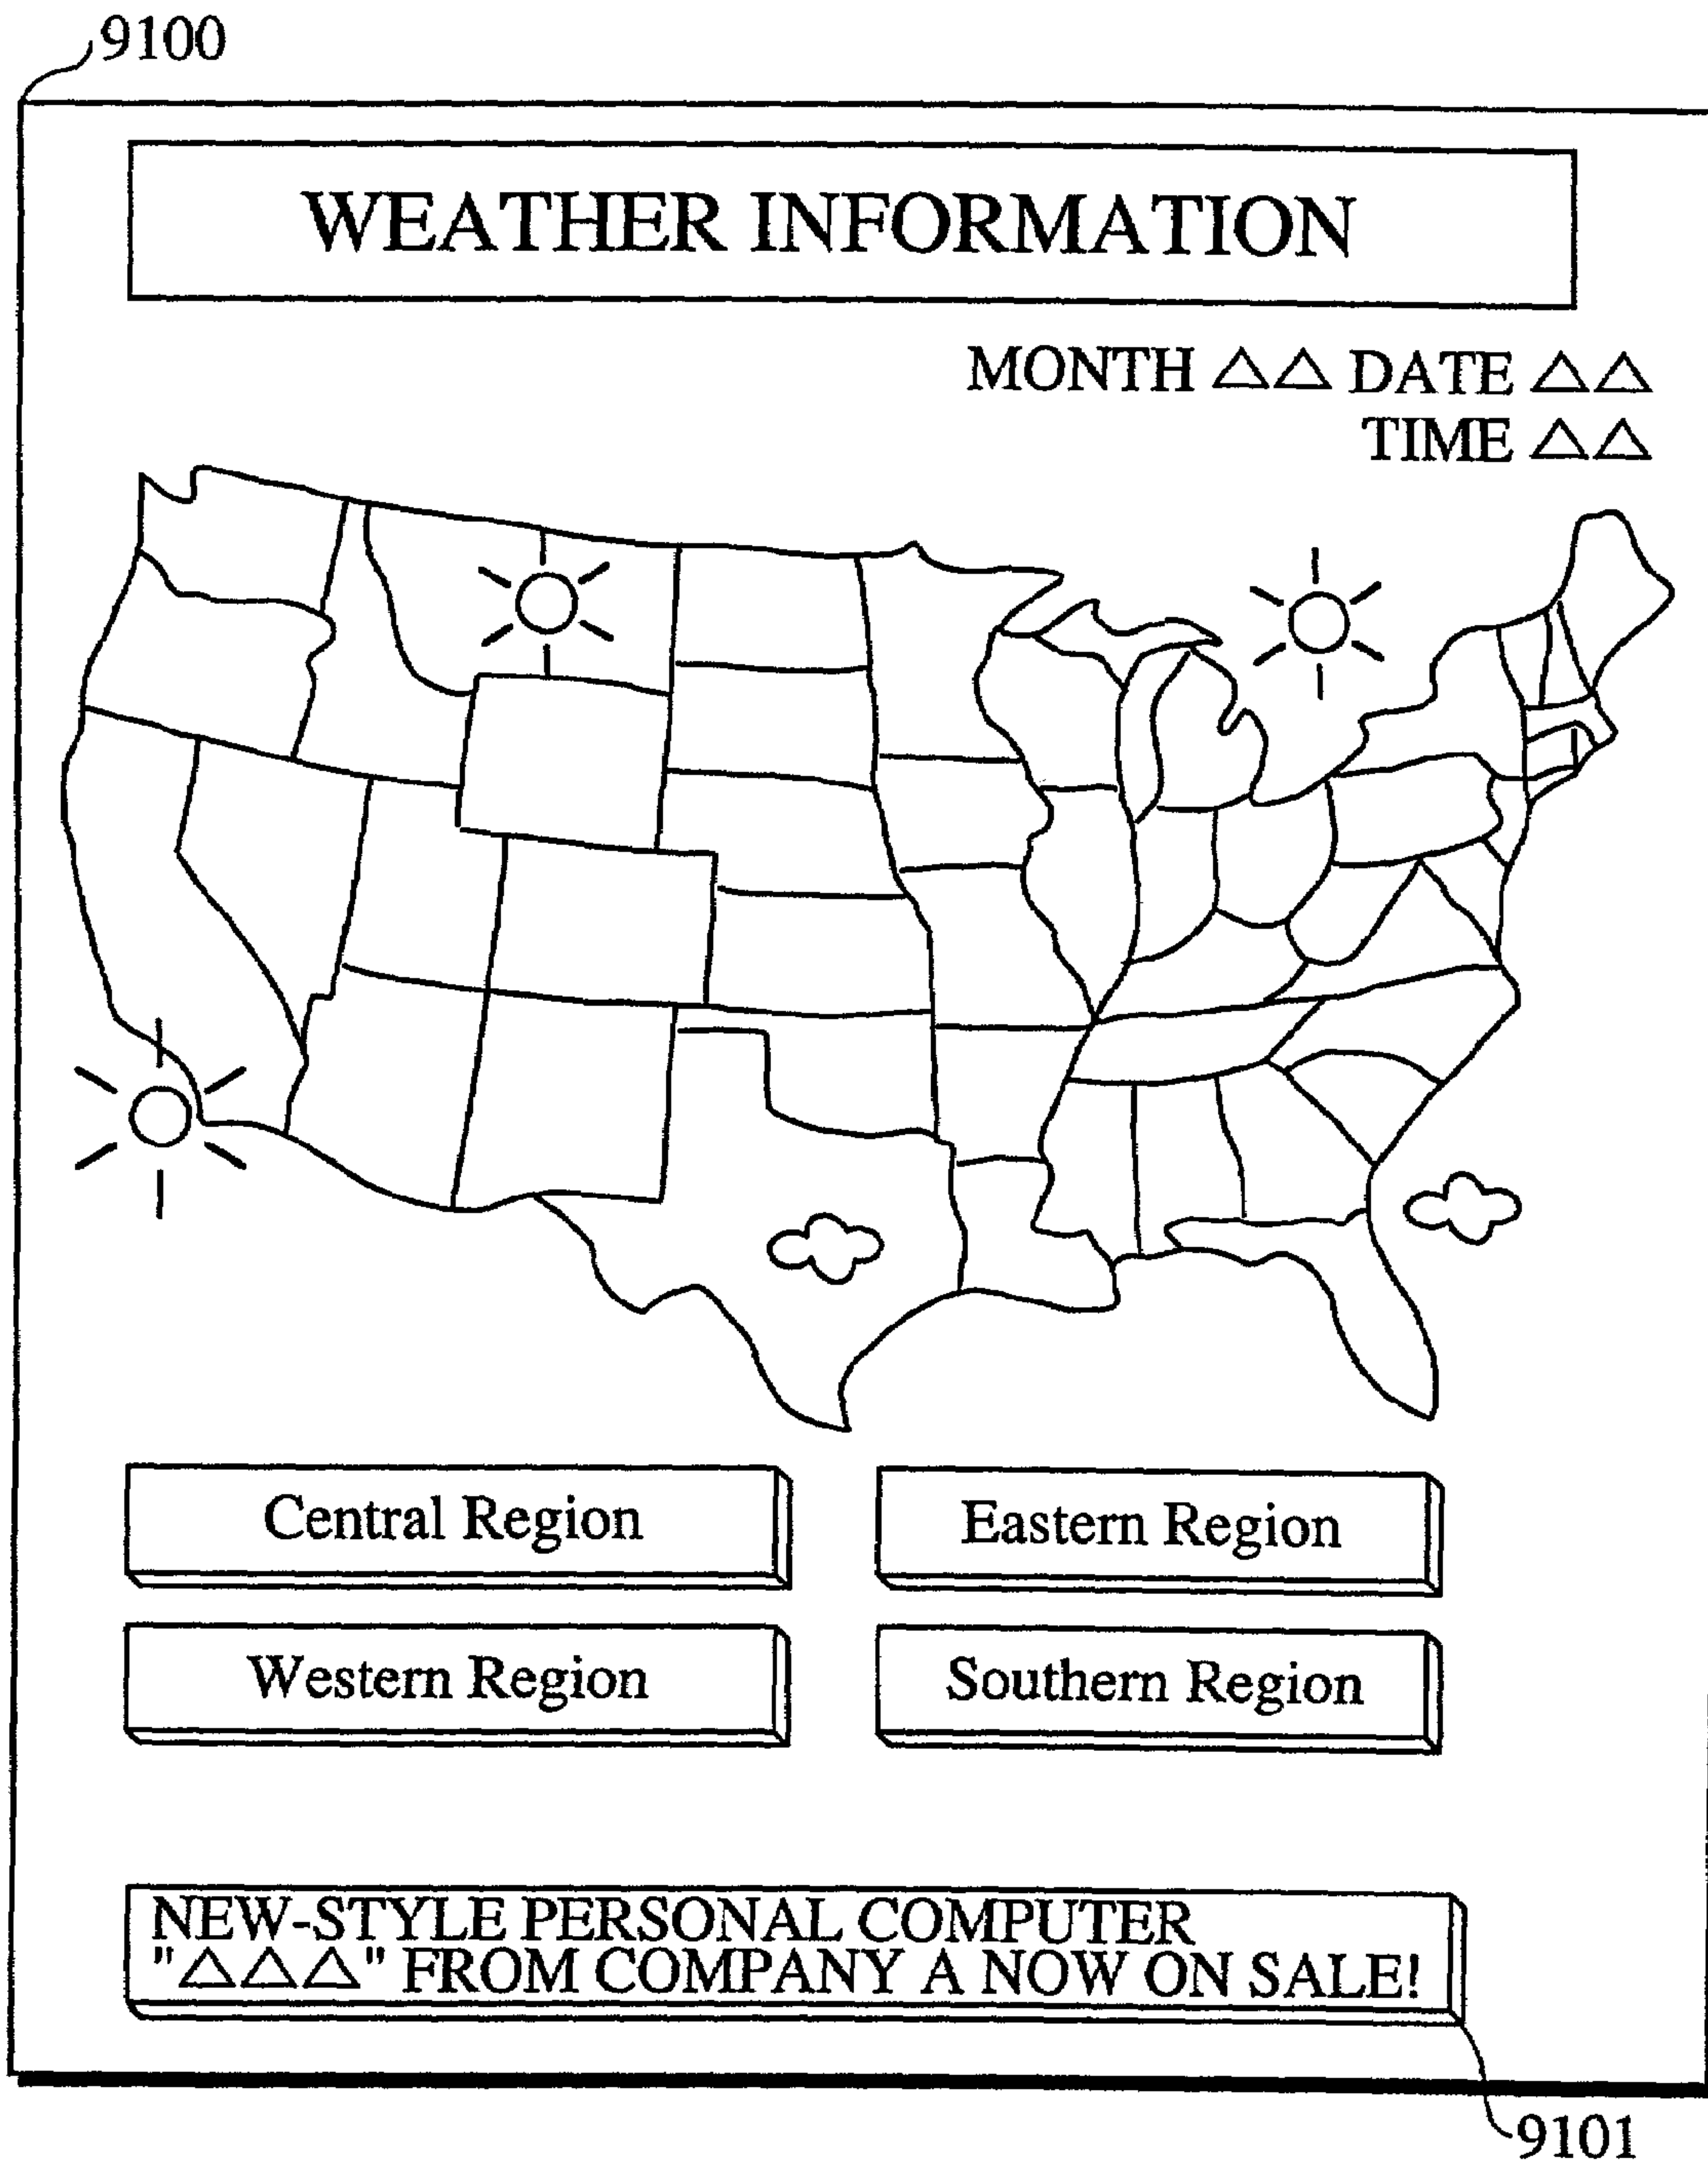 9100
WEATHER INFORMATION
MONTH △△ DATE △△
TIME △△
Central Region
Eastern Region
Western Region
Southern Region
NEW-STYLE PERSONAL COMPUTER
"△△△" FROM COMPANY A NOW ON SALE!
9101